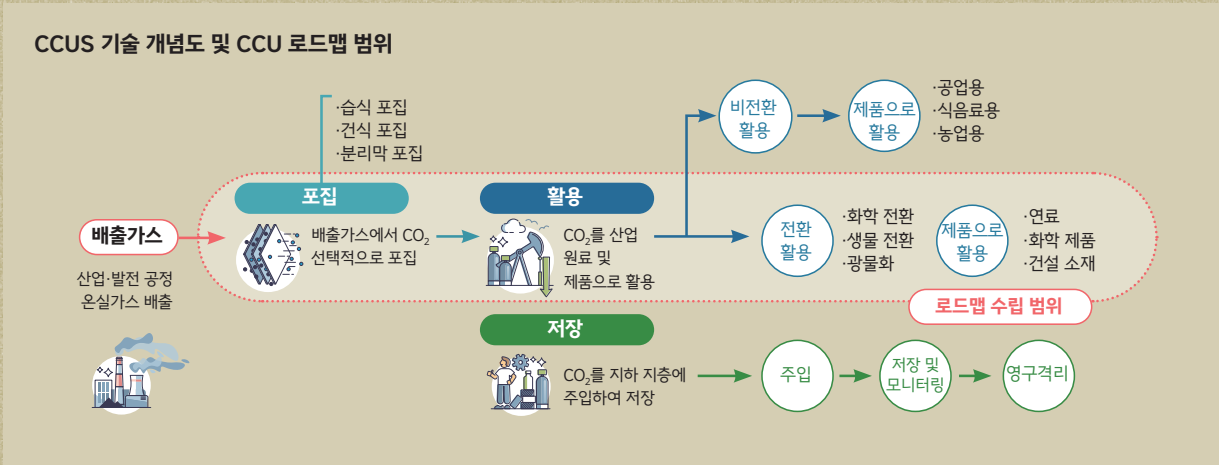 CCUS 기술 개념도 및 CCU 로드맵 범위
·습식 포집
·건식 포집
·분리막 포집
비전환
활용
제품으로
활용
·공업용
·식음료용
·농업용
배출가스
산업·발전 공정
온실가스 배출
포집
배출가스에서 CO₂
선택적으로 포집
활용
CO₂를 산업
원료 및
제품으로 활용
전환
활용
·화학 전환
·생물 전환
·광물화
제품으로
활용
·연료
·화학 제품
·건설 소재
로드맵 수립 범위
저장
CO₂를 지하 지층에
주입하여 저장
주입
저장 및
모니터링
영구격리